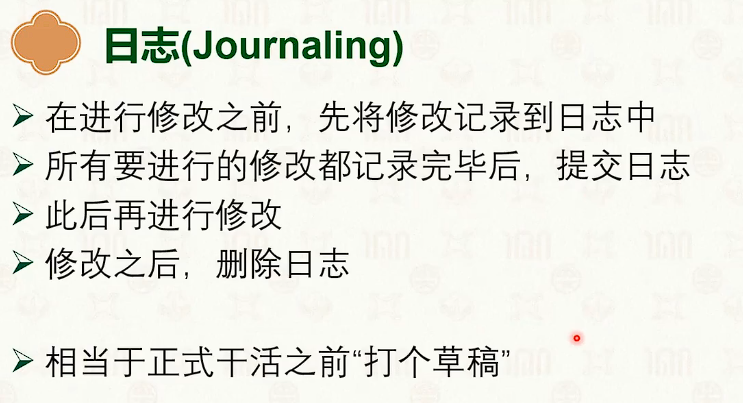 日志(Journaling)
➢ 在进行修改之前，先将修改记录到日志中
➢ 所有要进行的修改都记录完毕后，提交日志
➢ 此后再进行修改
➢ 修改之后，删除日志
➢ 相当于正式干活之前“打个草稿”